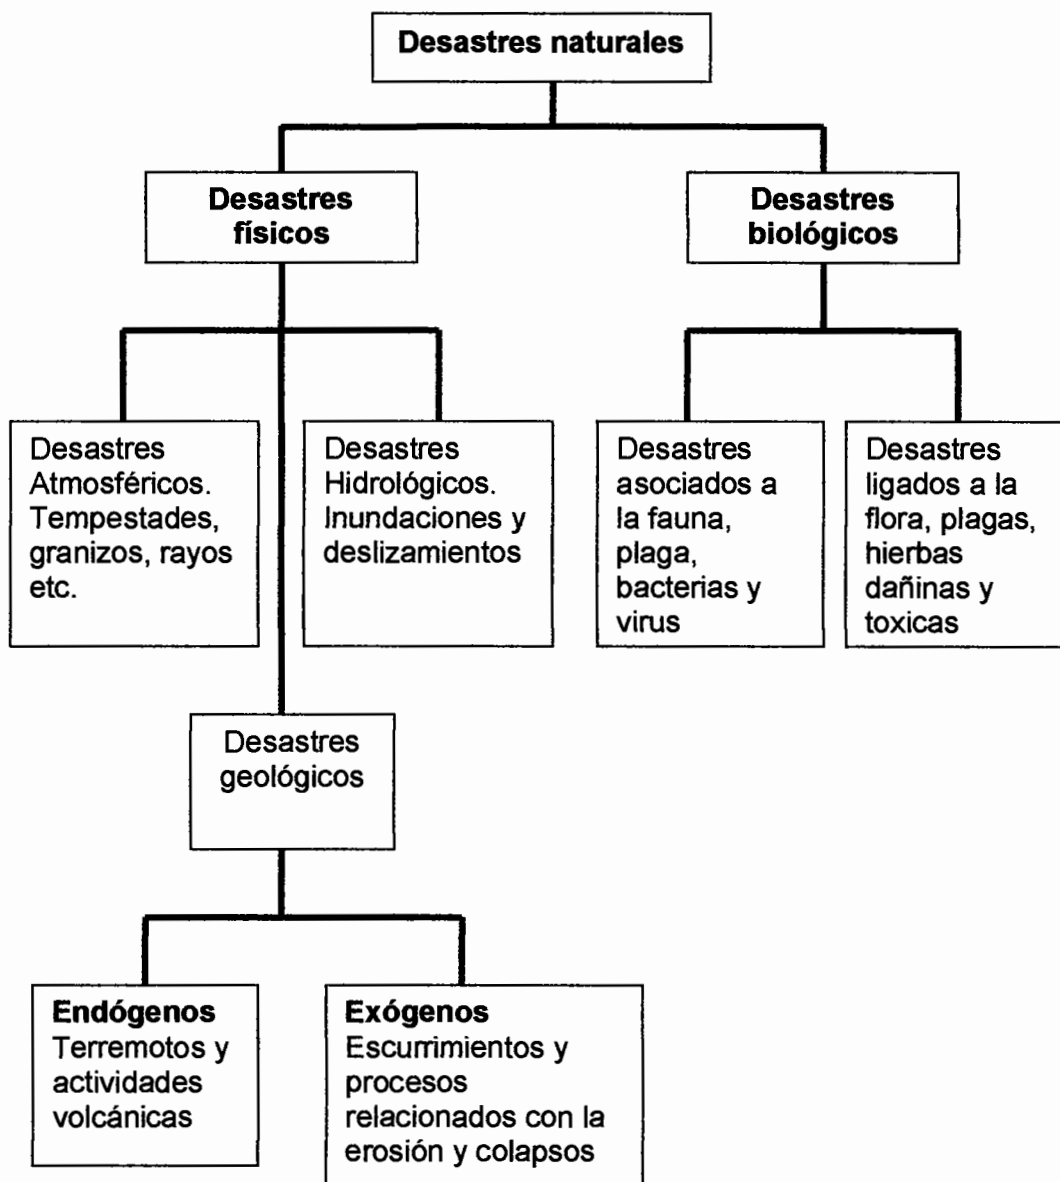 Desastres naturales
Desastres
físicos
Desastres
biológicos
Desastres
Atmosféricos.
Tempestades,
granizos, rayos
etc.
Desastres
Hidrológicos.
Inundaciones y
deslizamientos
Desastres
asociados a
la fauna,
plaga,
bacterias y
virus
Desastres
ligados a la
flora, plagas,
hierbas
dañinas y
toxicas
Desastres
geológicos
Endógenos
Terremotos y
actividades
volcánicas
Exógenos
Escurrimientos y
procesos
relacionados con la
erosión y colapsos